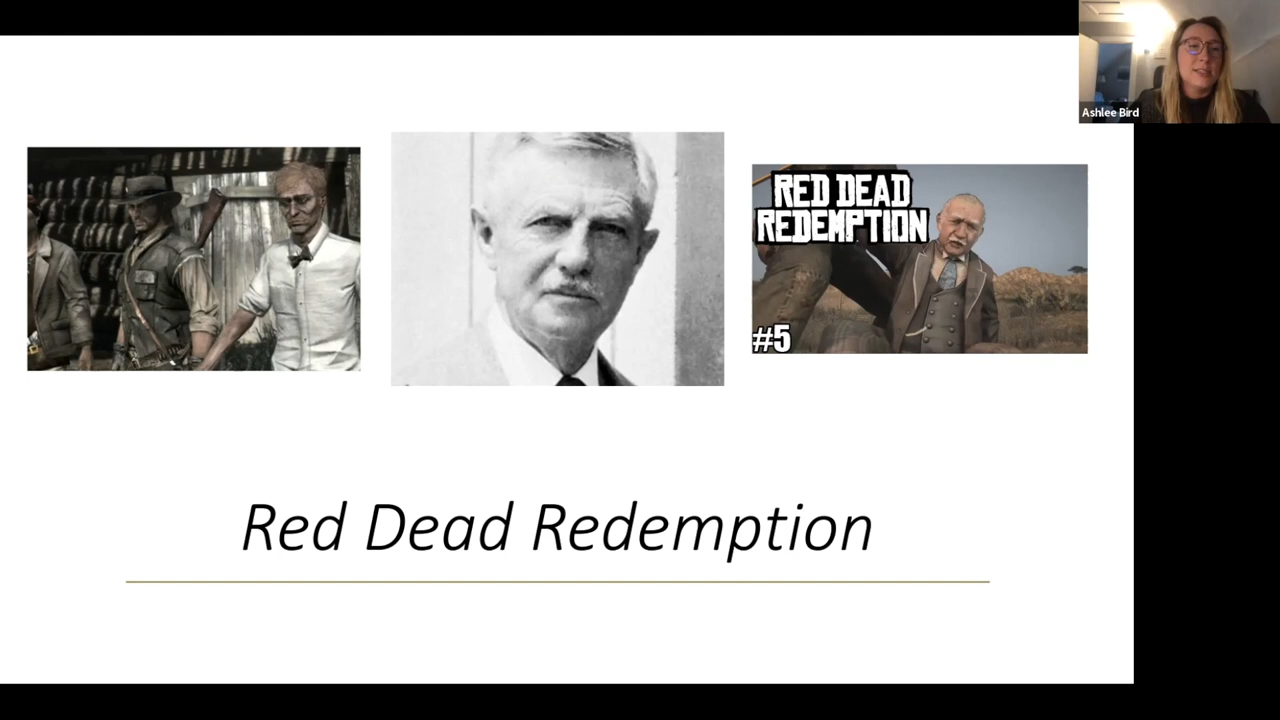 Ashlee Bird
RED DEAD
REDEMPTION
#5
Red Dead Redemption